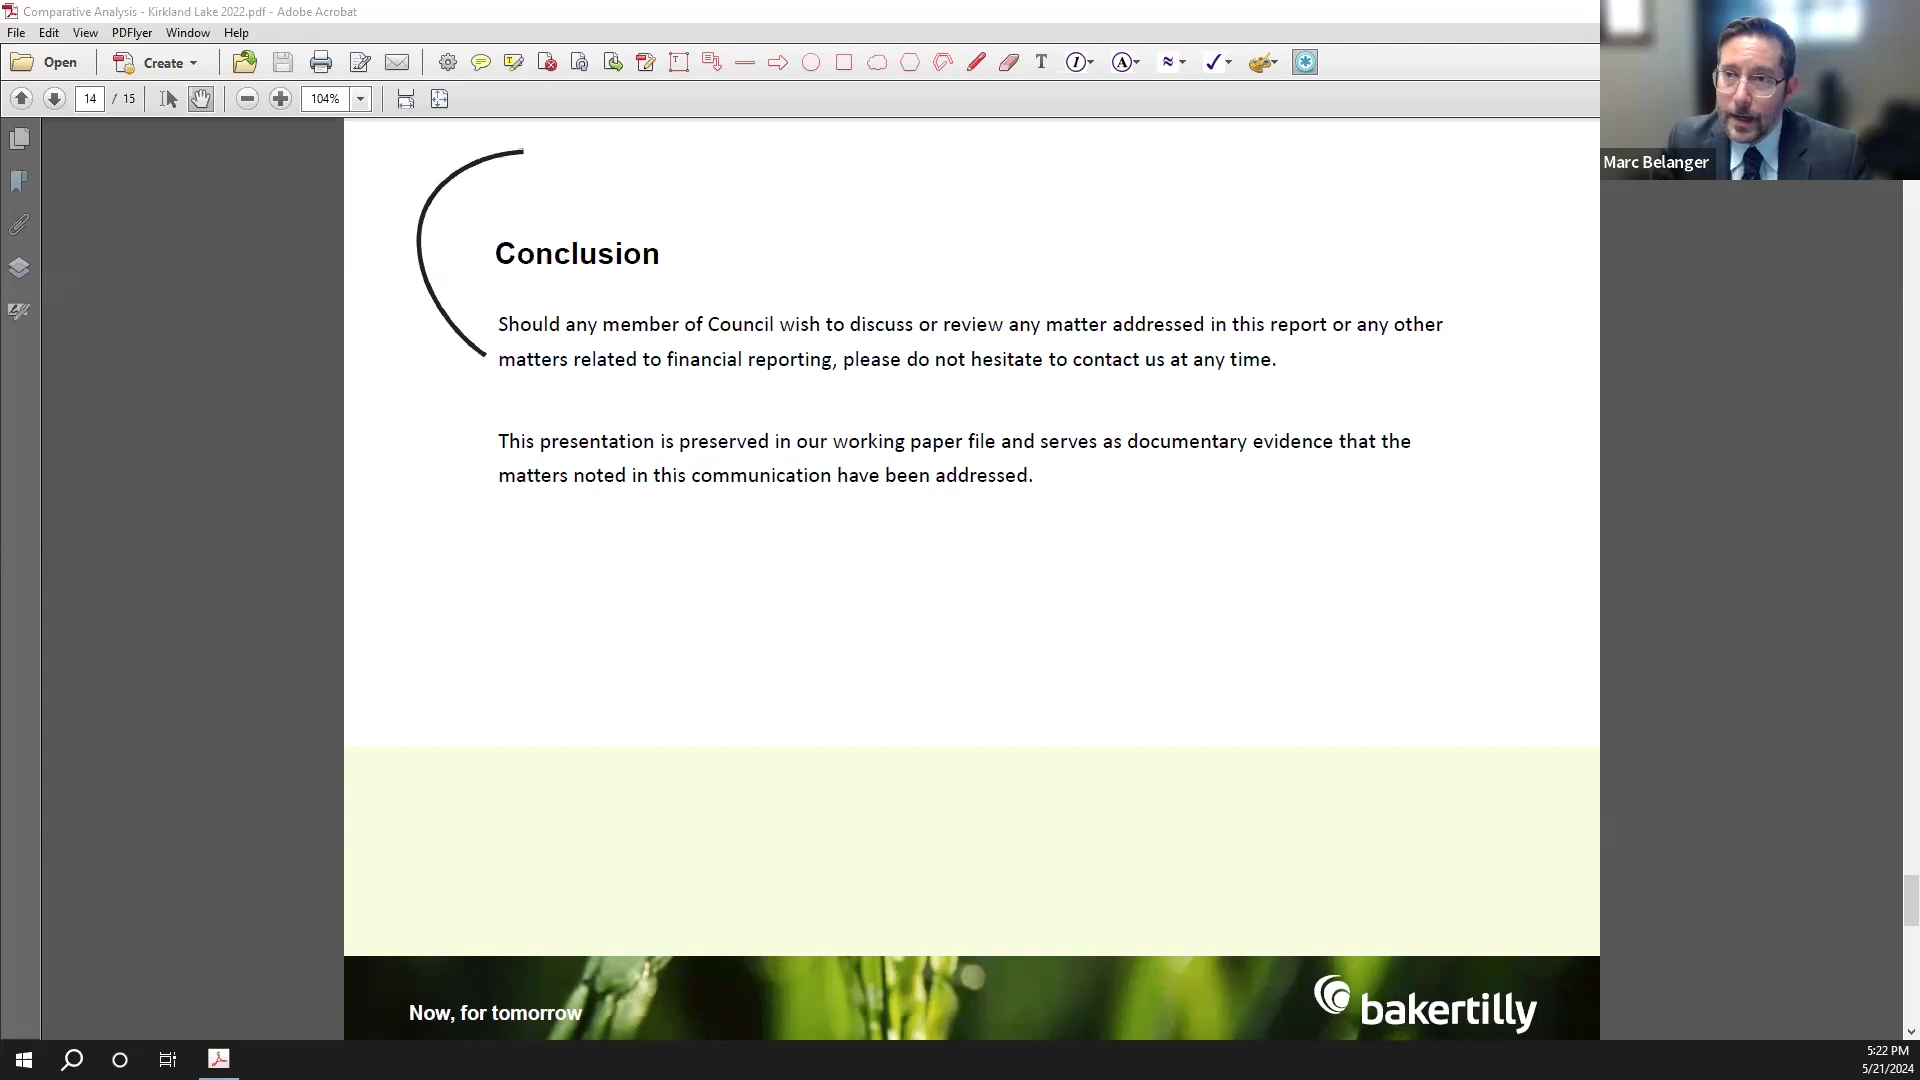 Comparative Analysis - Kirkland Lake 2022.pdf - Adobe Acrobat
File Edit View PDFlyer Window Help
Open Create
14 / 15 104%
Marc Belanger
Conclusion
Should any member of Council wish to discuss or review any matter addressed in this report or any other
matters related to financial reporting, please do not hesitate to contact us at any time.
This presentation is preserved in our working paper file and serves as documentary evidence that the
matters noted in this communication have been addressed.
Now, for tomorrow
bakertilly
5:22 PM
5/21/2024